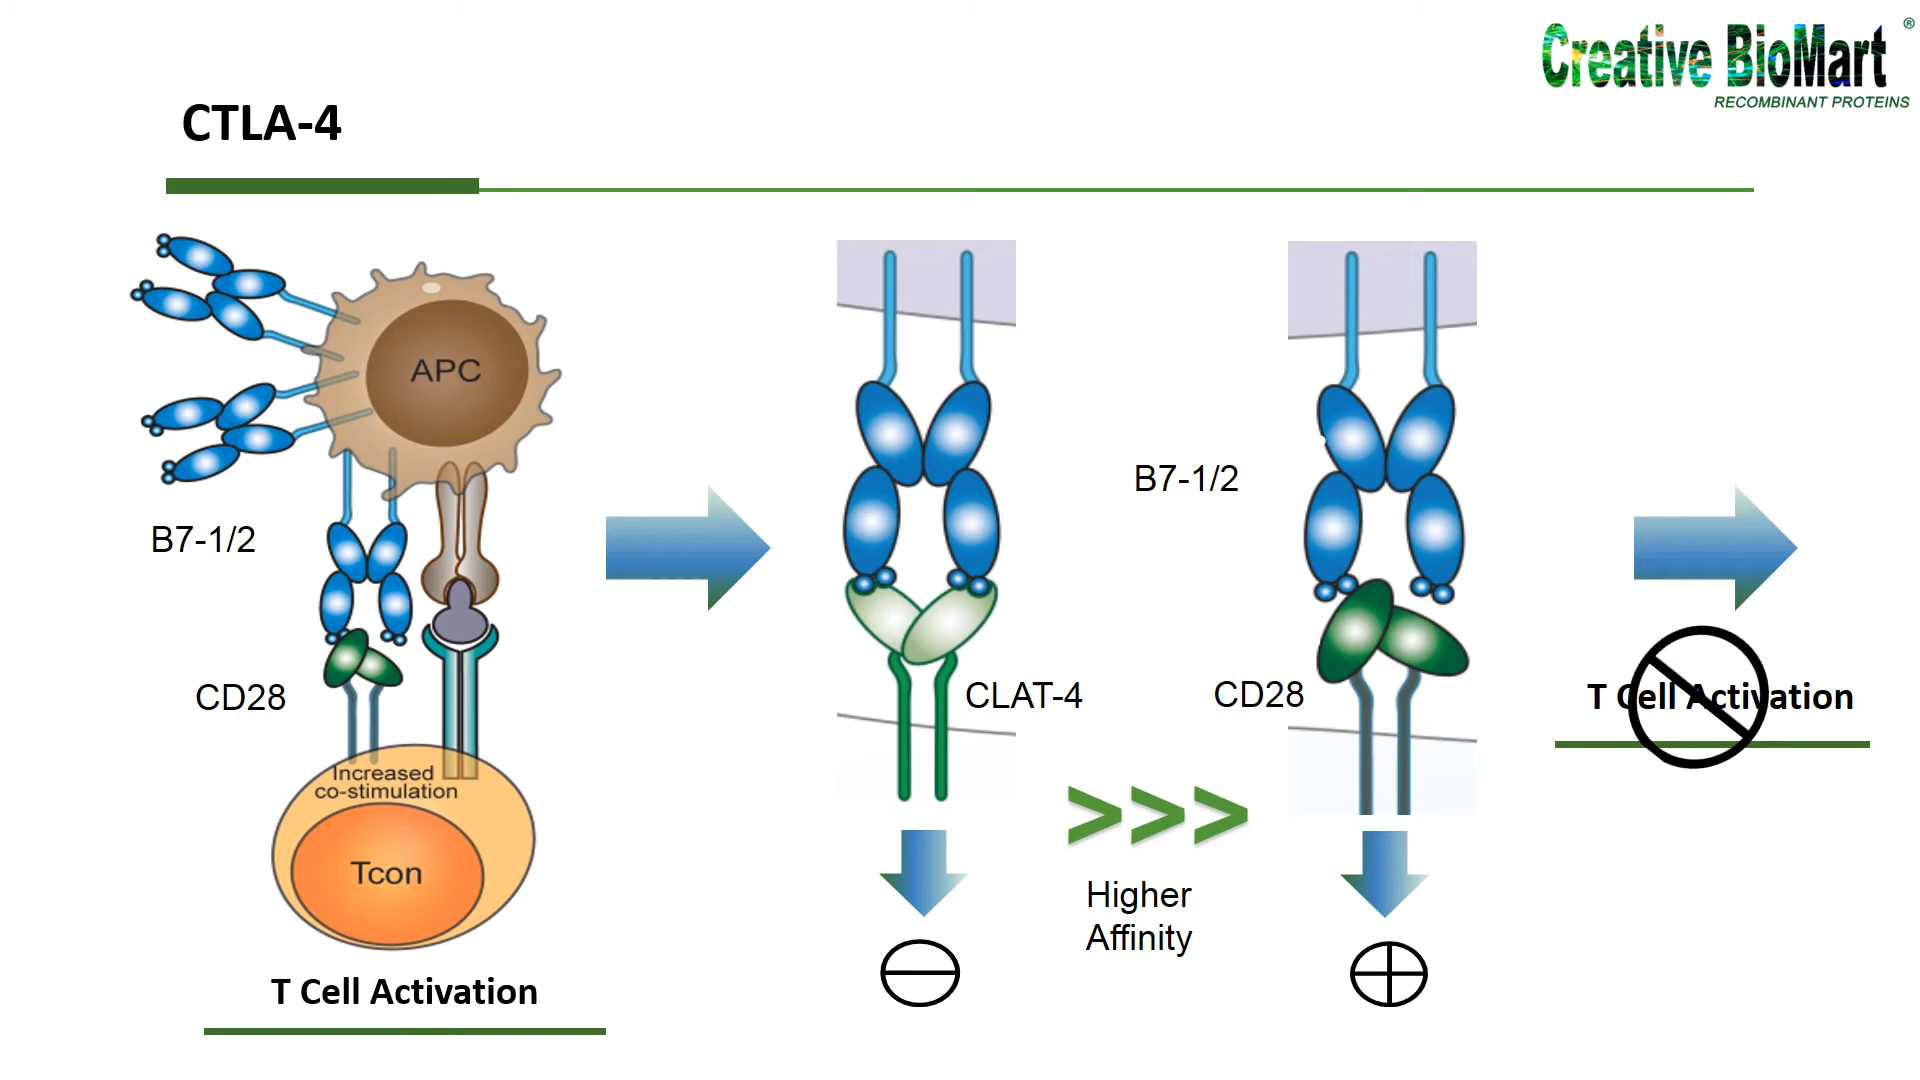 Creative BioMart ®
RECOMBINANT PROTEINS
CTLA-4
APC
B7-1/2
CD28
Increased
co-stimulation
Tcon
T Cell Activation
B7-1/2
CLAT-4
CD28
>>>
Higher
Affinity
T Cell Activation